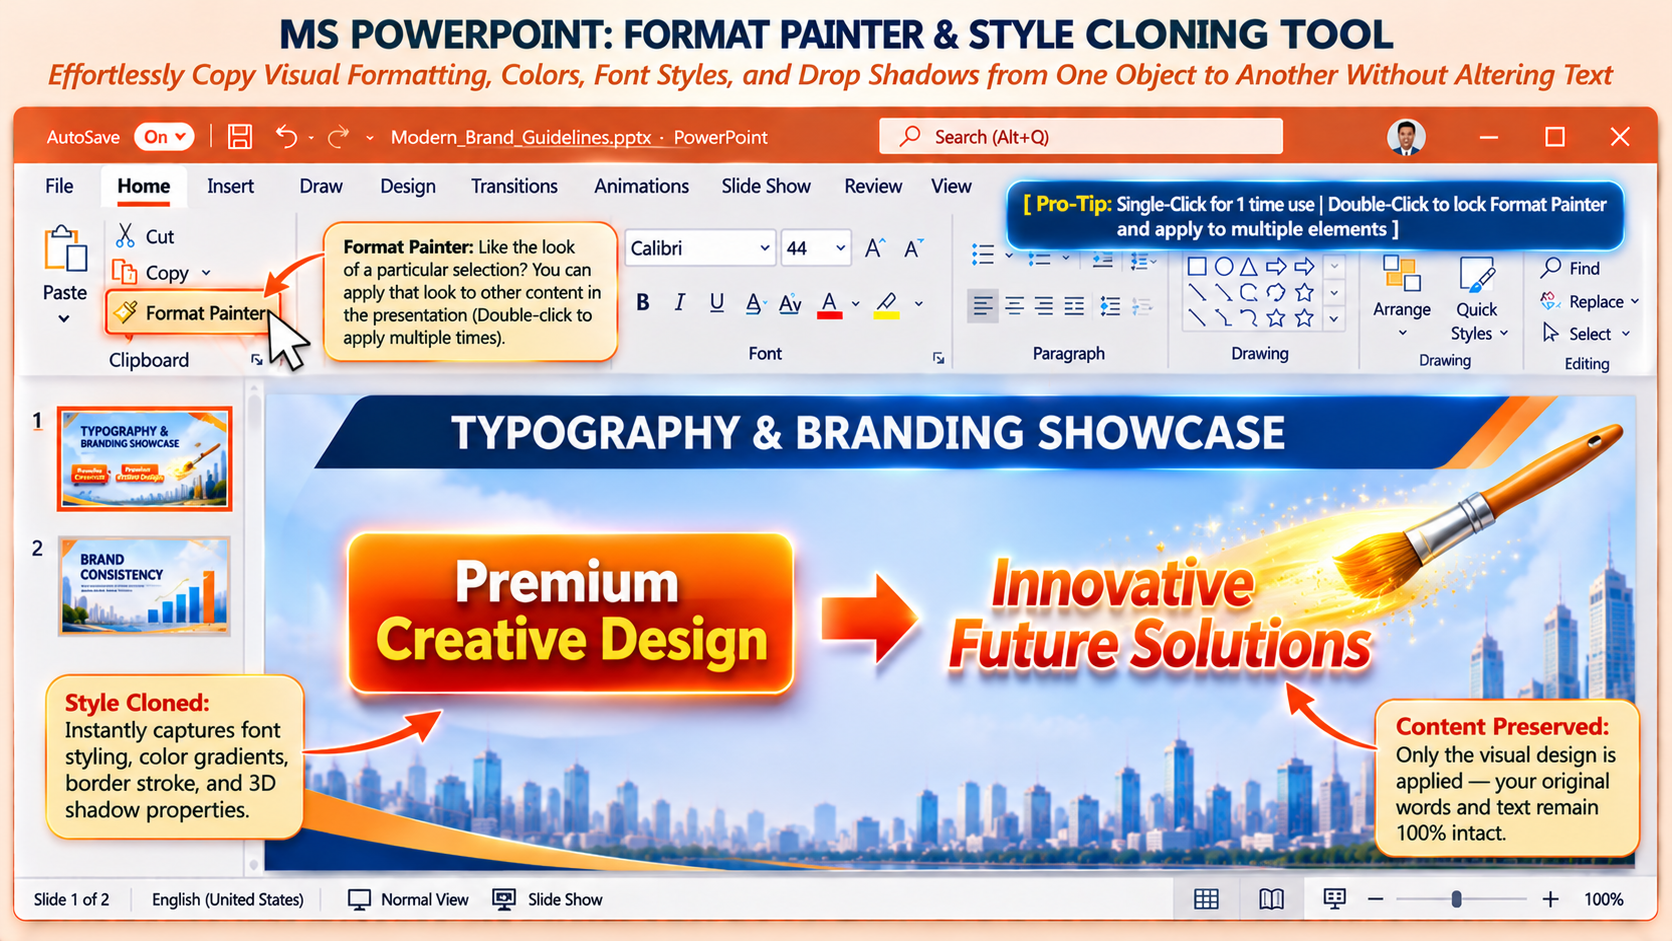 MS POWERPOINT: FORMAT PAINTER & STYLE CLONING TOOL
Effortlessly Copy Visual Formatting, Colors, Font Styles, and Drop Shadows from One Object to Another Without Altering Text
AutoSave On Modern_Brand_Guidelines.pptx · PowerPoint Search (Alt+Q)
File Home Insert Draw Design Transitions Animations Slide Show Review View
[ Pro-Tip: Single-Click for 1 time use | Double-Click to lock Format Painter
and apply to multiple elements ]
Paste
Cut
Copy
Format Painter
Clipboard
Format Painter: Like the look
of a particular selection? You can
apply that look to other content in
the presentation (Double-click to
apply multiple times).
Calibri 44 A A
B I U A Av A
Font
Paragraph
Drawing
Arrange
Quick
Styles
Drawing
Find
Replace
Select
Editing
1
TYPOGRAPHY &
BRANDING SHOWCASE
2
BRAND
CONSISTENCY
TYPOGRAPHY & BRANDING SHOWCASE
Premium
Creative Design
Innovative
Future Solutions
Style Cloned:
Instantly captures font
styling, color gradients,
border stroke, and 3D
shadow properties.
Content Preserved:
Only the visual design is
applied — your original
words and text remain
100% intact.
Slide 1 of 2 English (United States) Normal View Slide Show 100%